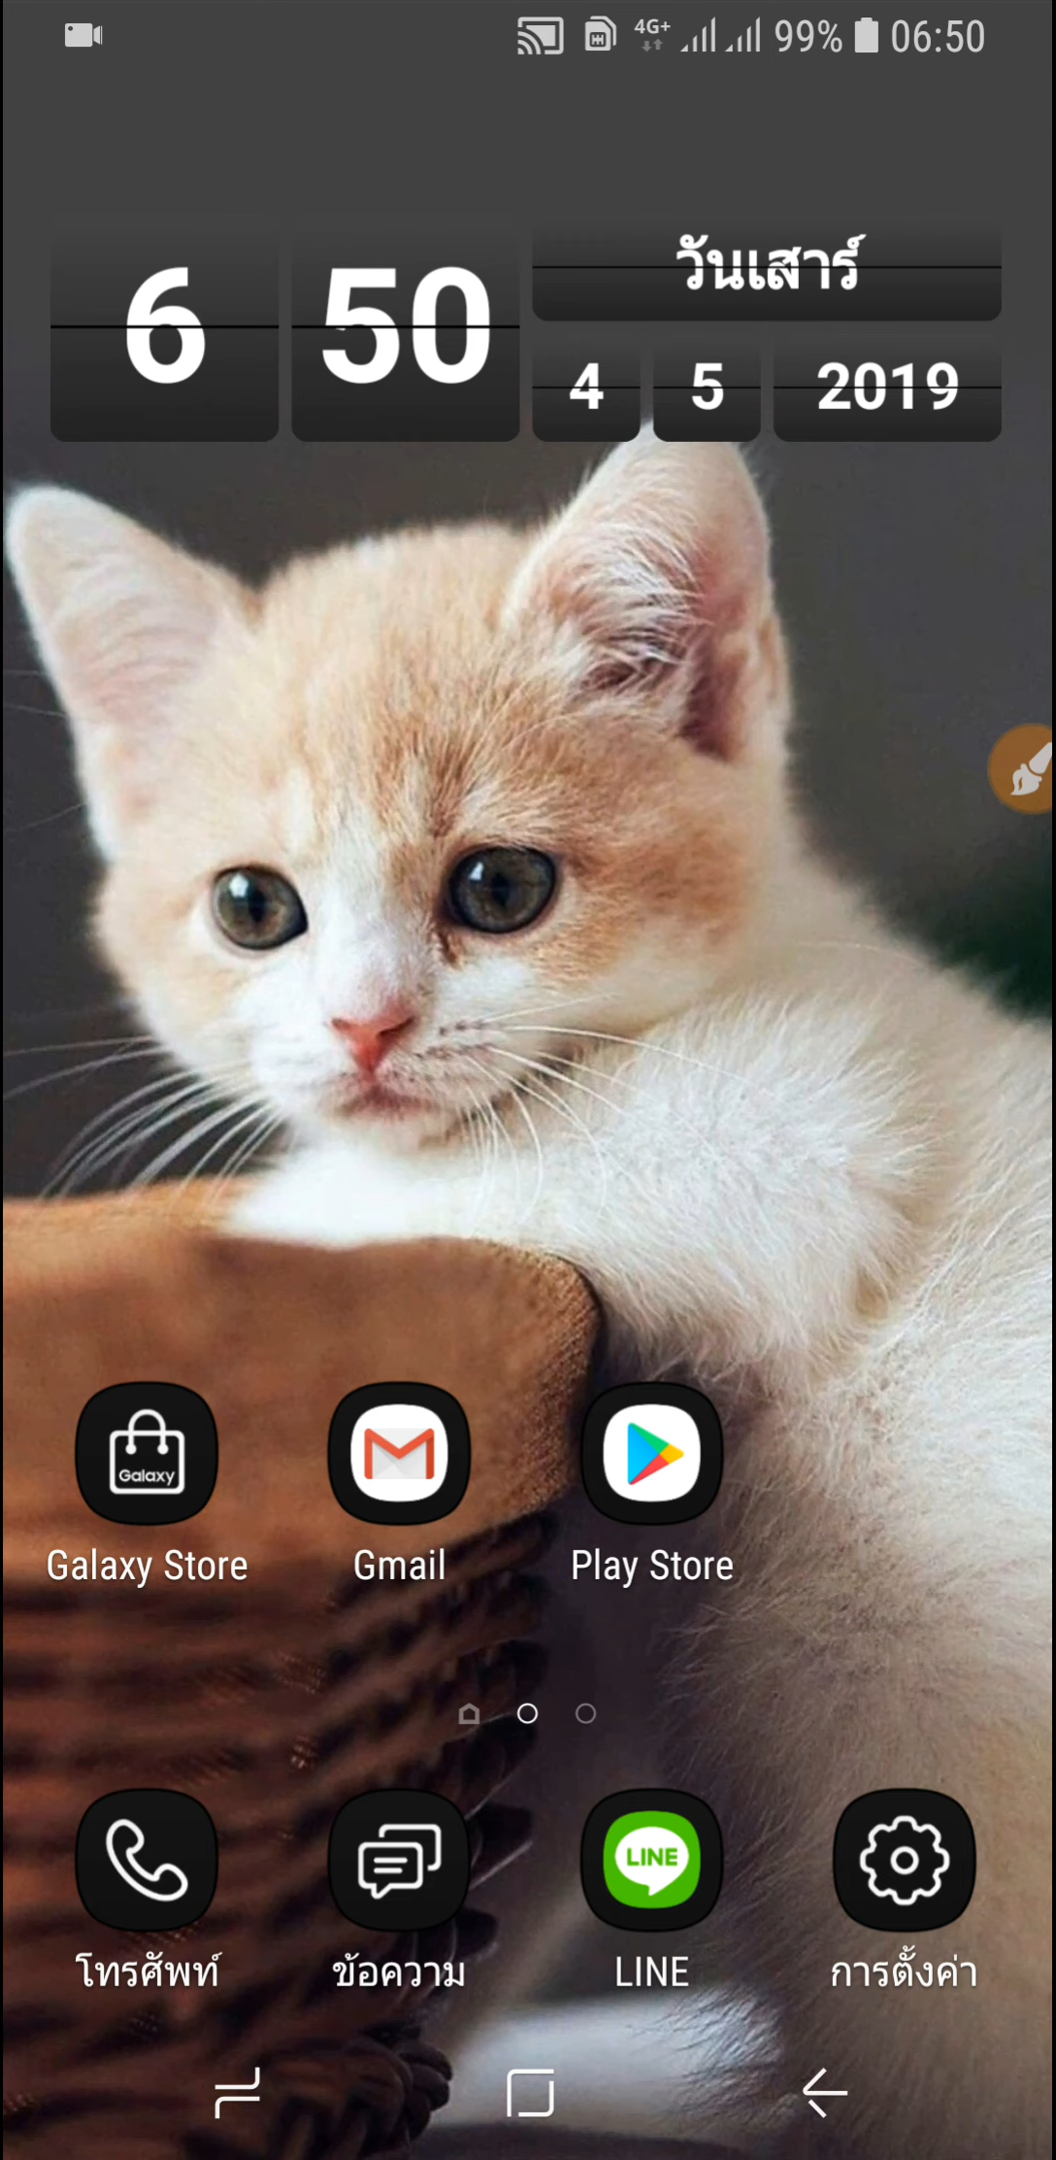 4G+ 99% 06:50
6 50
วันเสาร์
4 5 2019
Galaxy
Galaxy Store Gmail Play Store
LINE
โทรศัพท์ ข้อความ LINE การตั้งค่า